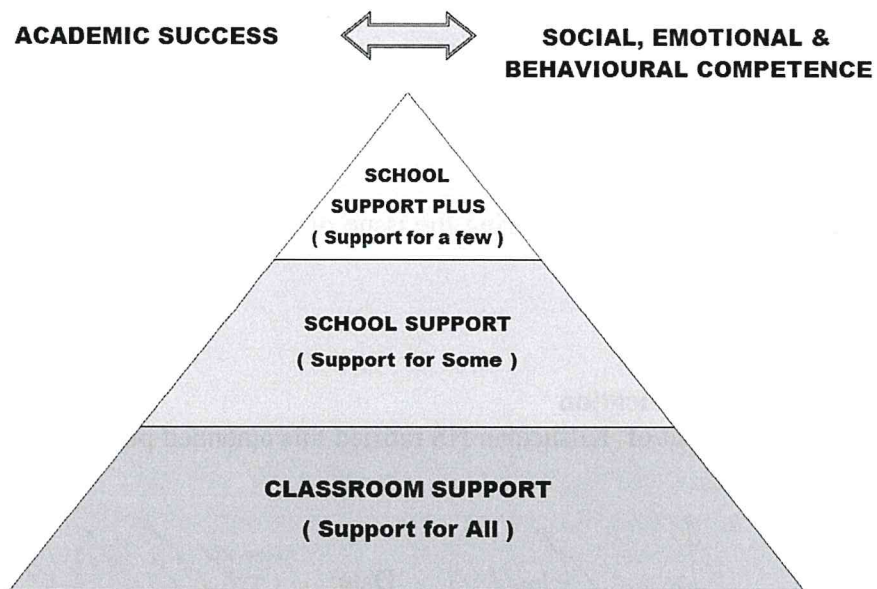 ACADEMIC SUCCESS
SOCIAL, EMOTIONAL &
BEHAVIOURAL COMPETENCE
SCHOOL
SUPPORT PLUS
( Support for a few )
SCHOOL SUPPORT
( Support for Some )
CLASSROOM SUPPORT
( Support for All )